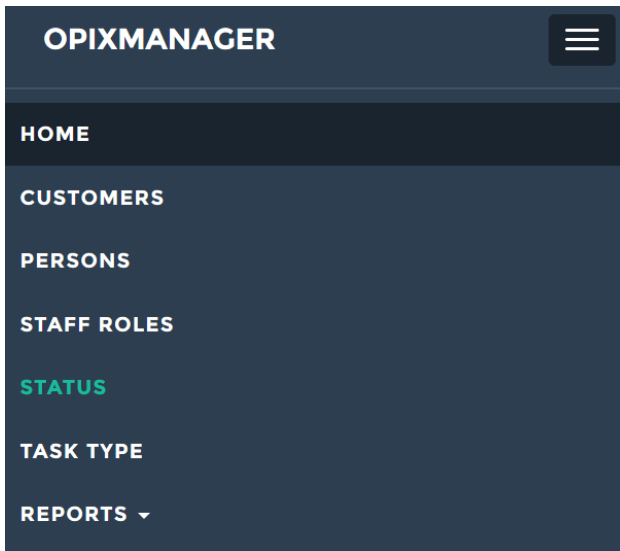 OPIXMANAGER
HOME
CUSTOMERS
PERSONS
STAFF ROLES
STATUS
TASK TYPE
REPORTS